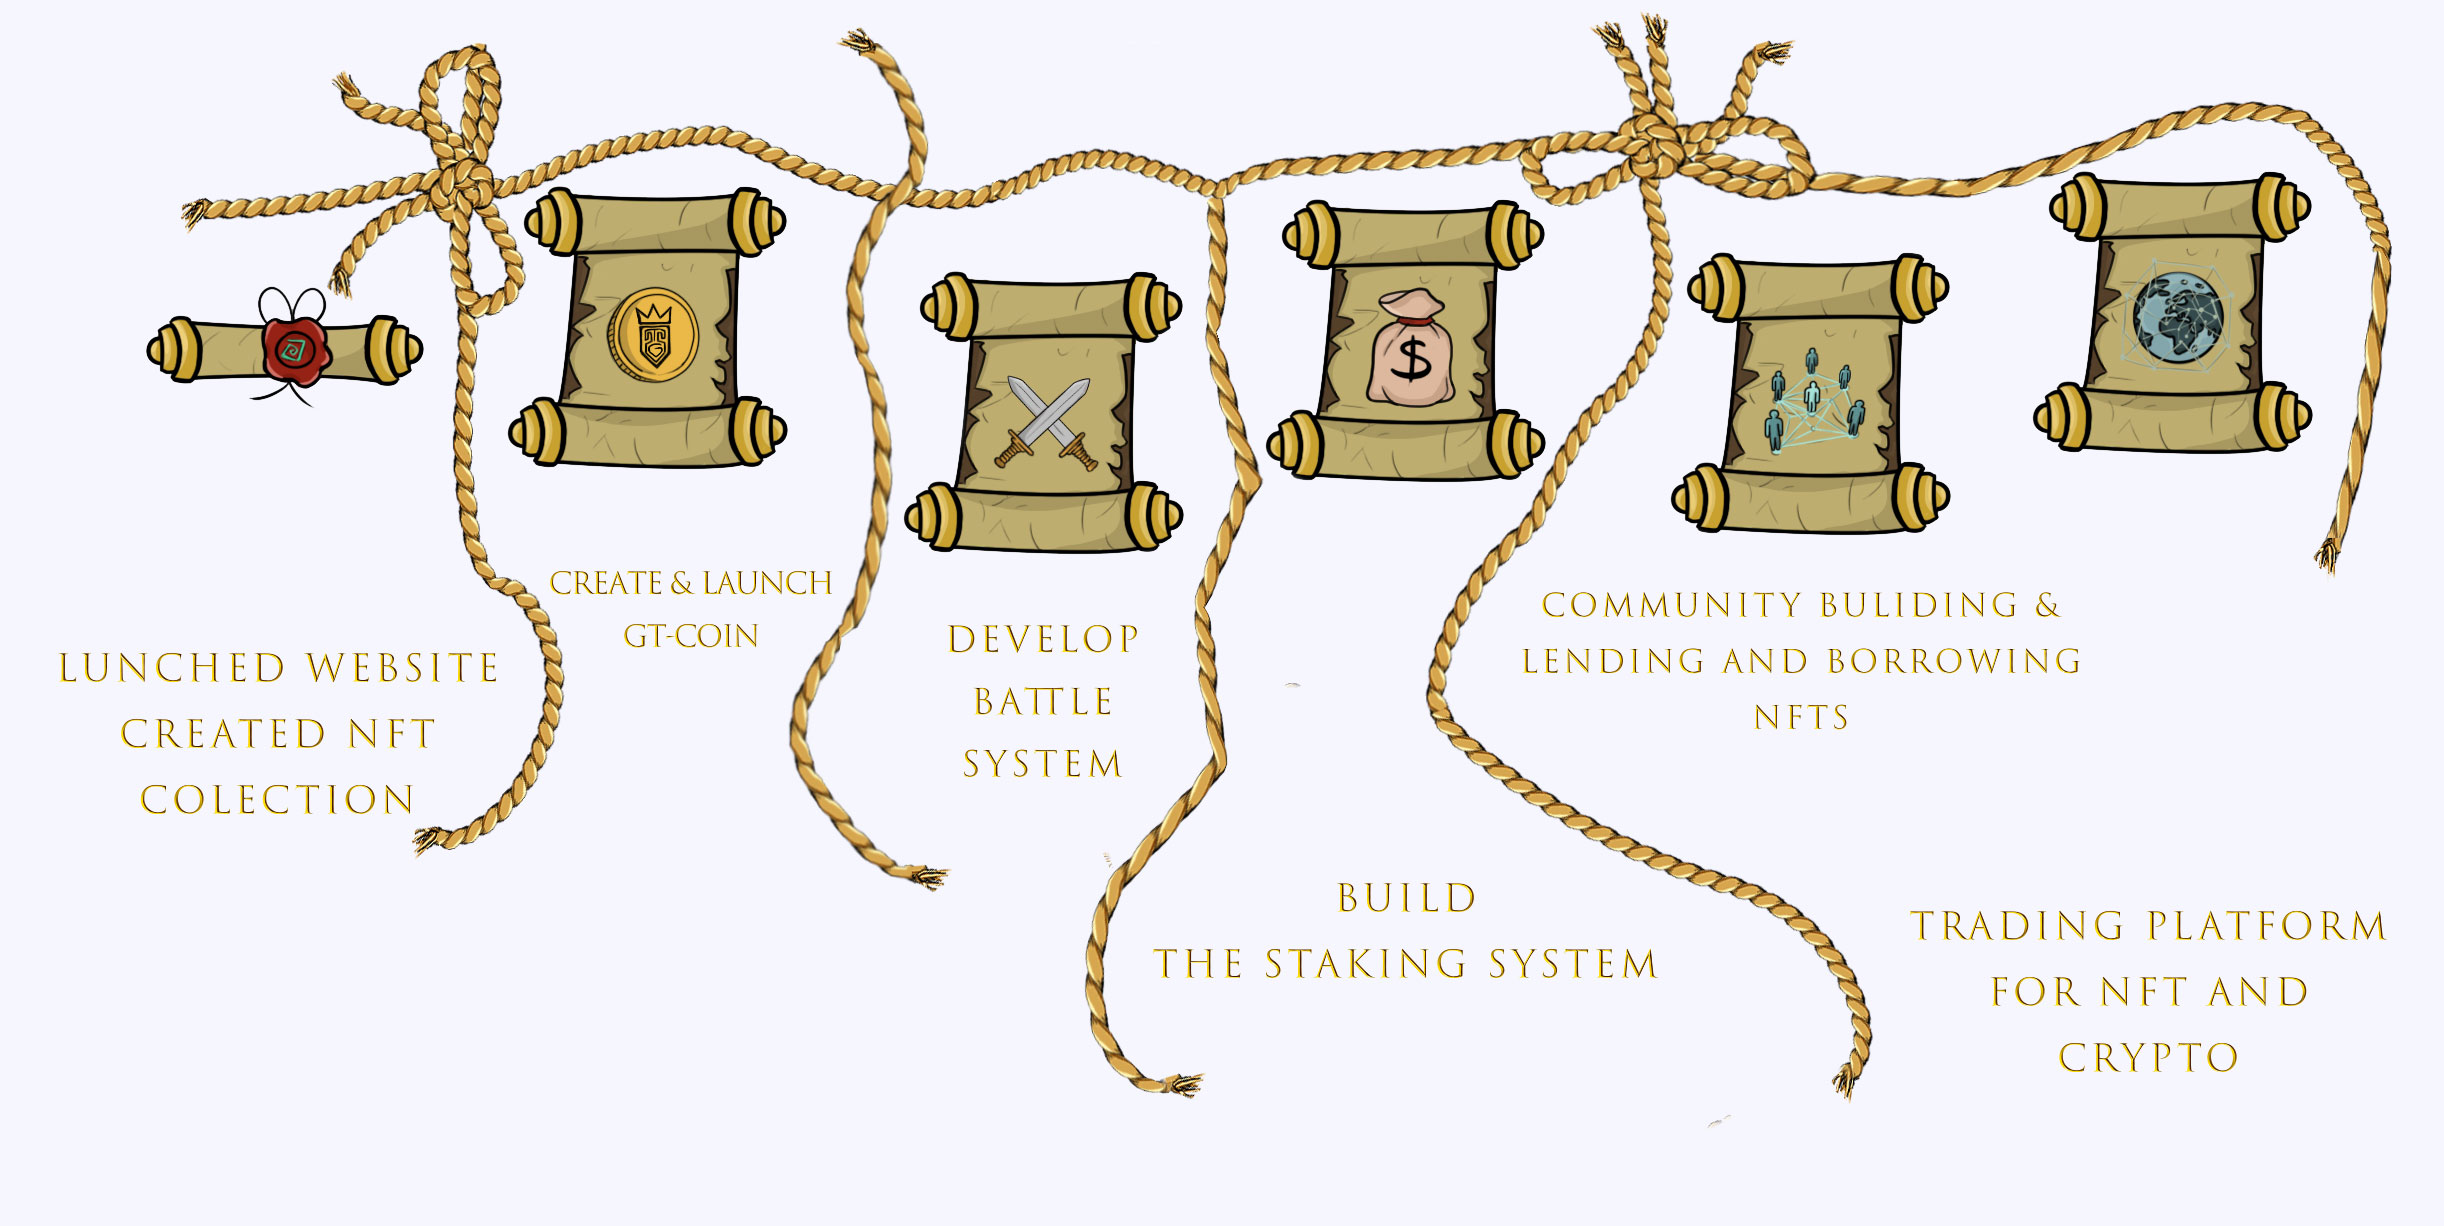 LUNCHED WEBSITE
CREATED NFT
COLECTION
CREATE & LAUNCH
GT-COIN
DEVELOP
BATTLE
SYSTEM
$
BUILD
THE STAKING SYSTEM
COMMUNITY BULIDING &
LENDING AND BORROWING
NFTS
TRADING PLATFORM
FOR NFT AND
CRYPTO